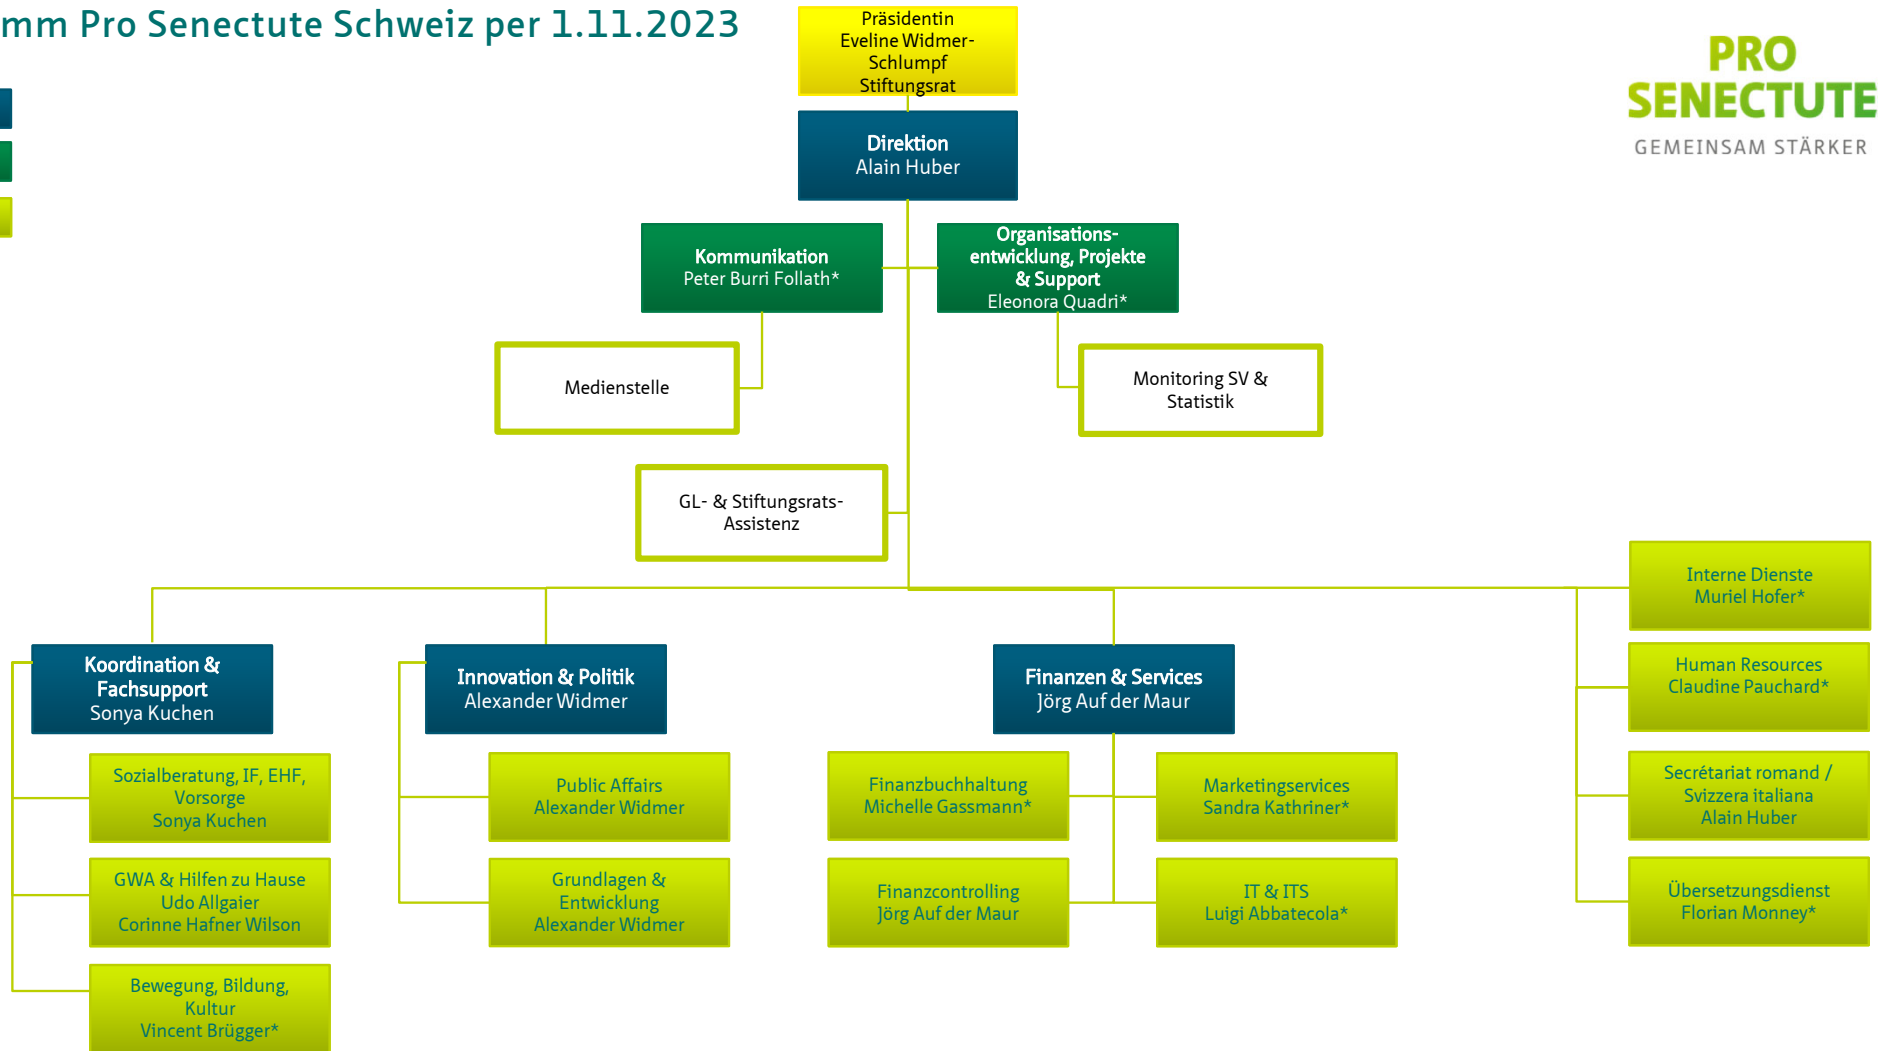 mm Pro Senectute Schweiz per 1.11.2023
Präsidentin
Eveline Widmer-
Schlumpf
Stiftungsrat
PRO
SENECTUTE
GEMEINSAM STÄRKER
Direktion
Alain Huber
Kommunikation
Peter Burri Follath*
Organisations-
entwicklung, Projekte
& Support
Eleonora Quadri*
Medienstelle
Monitoring SV &
Statistik
GL- & Stiftungsrats-
Assistenz
Koordination &
Fachsupport
Sonya Kuchen
Sozialberatung, IF, EHF,
Vorsorge
Sonya Kuchen
GWA & Hilfen zu Hause
Udo Allgaier
Corinne Hafner Wilson
Bewegung, Bildung,
Kultur
Vincent Brügger*
Innovation & Politik
Alexander Widmer
Public Affairs
Alexander Widmer
Grundlagen &
Entwicklung
Alexander Widmer
Finanzen & Services
Jörg Auf der Maur
Finanzbuchhaltung
Michelle Gassmann*
Finanzcontrolling
Jörg Auf der Maur
Marketingservices
Sandra Kathriner*
IT & ITS
Luigi Abbatecola*
Interne Dienste
Muriel Hofer*
Human Resources
Claudine Pauchard*
Secrétariat romand /
Svizzera italiana
Alain Huber
Übersetzungsdienst
Florian Monney*